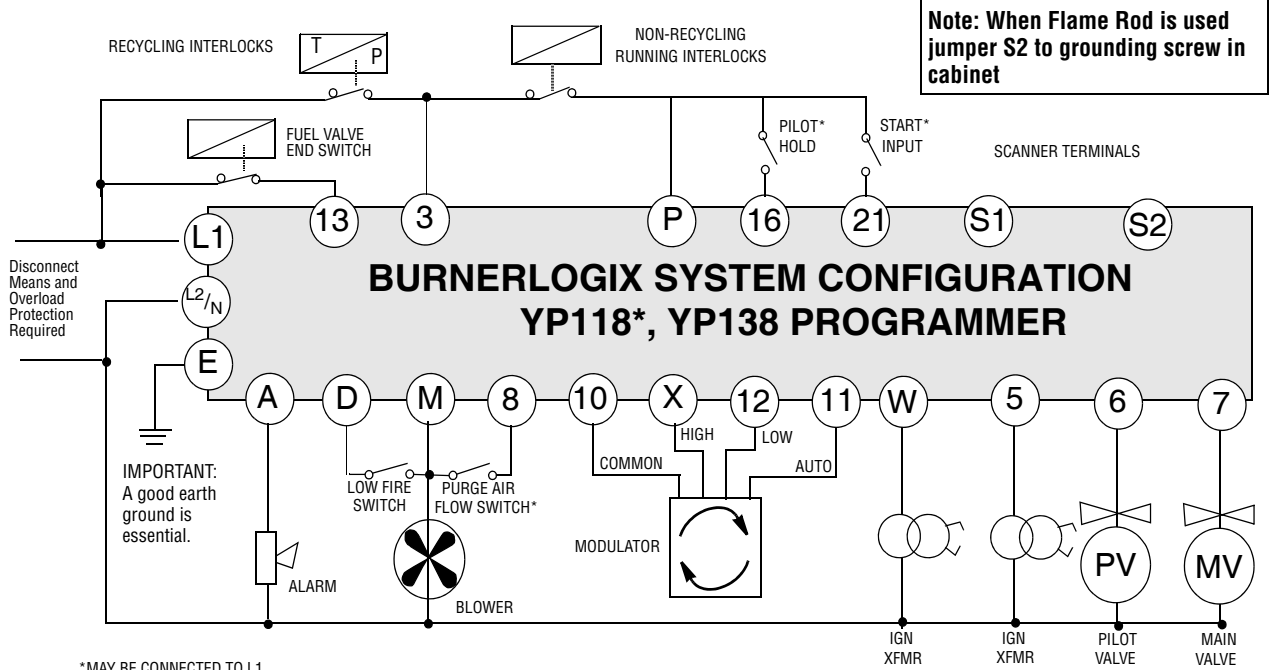 Note: When Flame Rod is used
jumper S2 to grounding screw in
cabinet
RECYCLING INTERLOCKS
T
P
NON-RECYCLING
RUNNING INTERLOCKS
FUEL VALVE
END SWITCH
PILOT*
HOLD
START*
INPUT
SCANNER TERMINALS
13
3
P
16
21
S1
S2
L1
L2/N
E
Disconnect
Means and
Overload
Protection
Required
BURNERLOGIX SYSTEM CONFIGURATION
YP118*, YP138 PROGRAMMER
A
D
M
8
10
X
12
11
W
5
6
7
HIGH
LOW
COMMON
AUTO
IMPORTANT:
A good earth
ground is
essential.
LOW FIRE
SWITCH
PURGE AIR
FLOW SWITCH*
MODULATOR
ALARM
BLOWER
PV
MV
IGN
XFMR
IGN
XFMR
PILOT
VALVE
MAIN
VALVE
*MAY BE CONNECTED TO L1